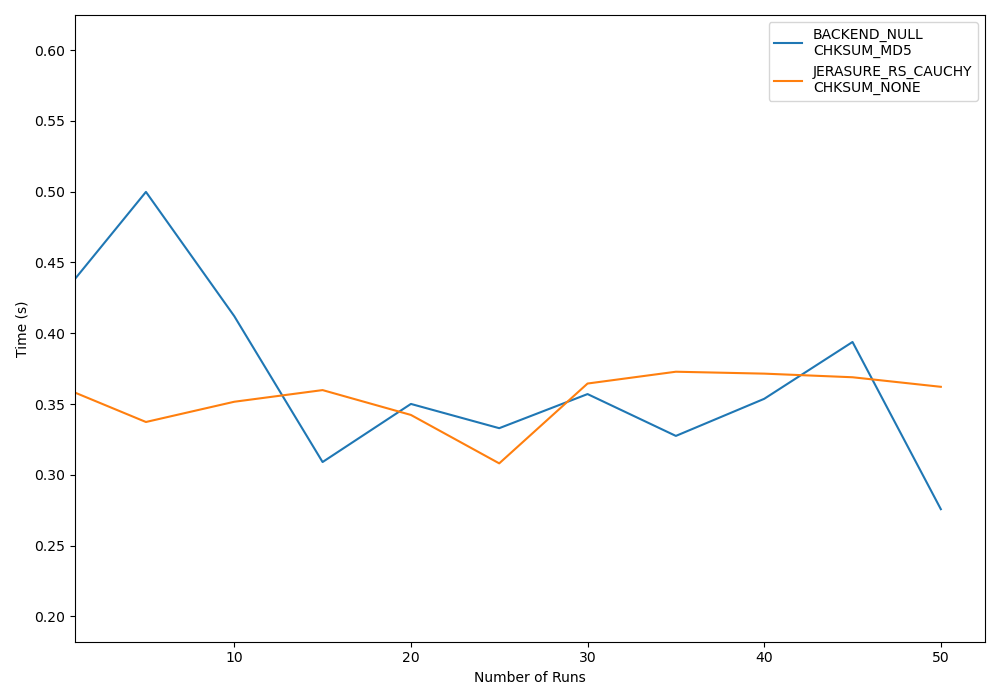 BACKEND_NULL
CHKSUM_MD5
JERASURE_RS_CAUCHY
CHKSUM_NONE
0.60
0.55
0.50
0.45
0.40
0.35
0.30
0.25
0.20
Time (s)
10 20 30 40 50
Number of Runs